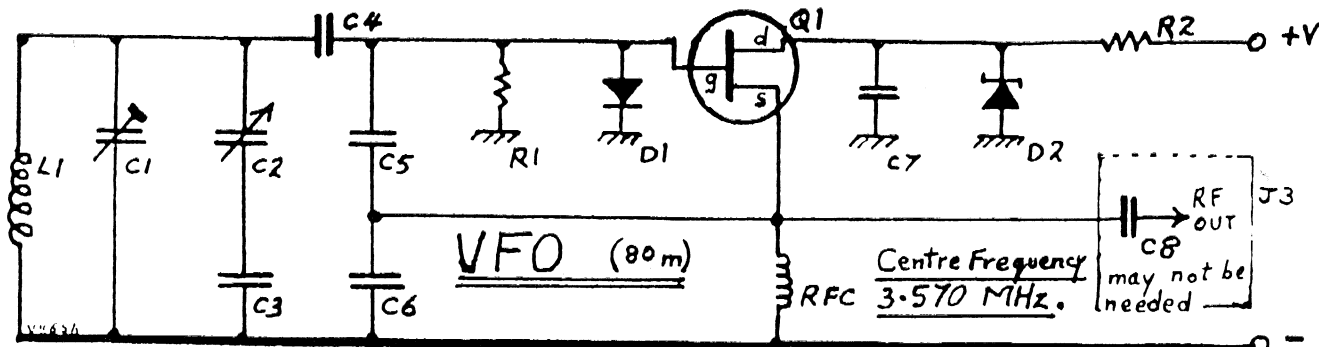 C4
Q1
R2
+V
d
g
s
L1
C1
C2
C5
R1
D1
C7
D2
J3
RF
OUT
C8
VFO (80m)
C3
C6
RFC
Centre Frequency
3.570 MHz.
may not be
needed
-